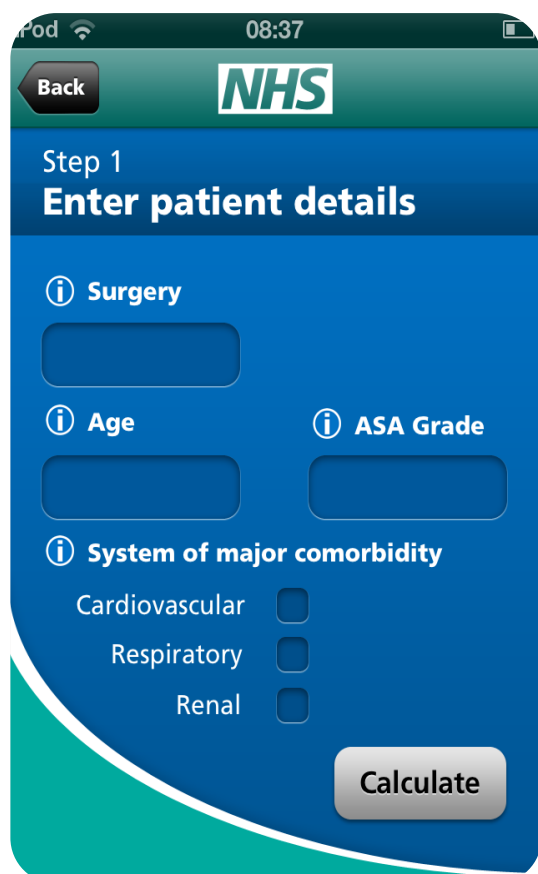 iPod 08:37
Back NHS
Step 1
Enter patient details
i Surgery
i Age i ASA Grade
i System of major comorbidity
Cardiovascular
Respiratory
Renal
Calculate